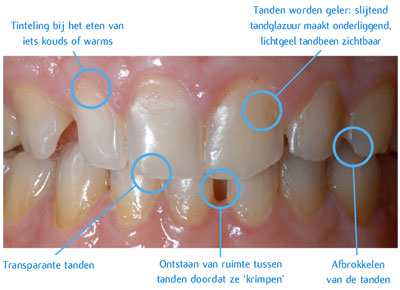 Tinteling bij het eten van
iets kouds of warms
Tanden worden geler: slijtend
tandglazuur maakt onderliggend,
lichtgeel tandbeen zichtbaar
Transparante tanden
Ontstaan van ruimte tussen
tanden doordat ze ‘krimpen’
Afbrokkelen
van de tanden